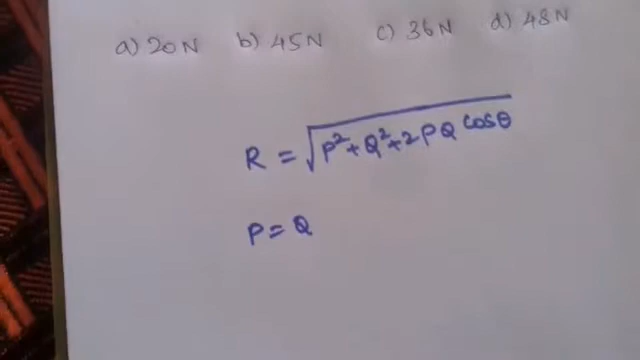 a) 20N b) 45N c) 36N d) 48N
R = √P²+Q²+2PQ cosθ
P = Q